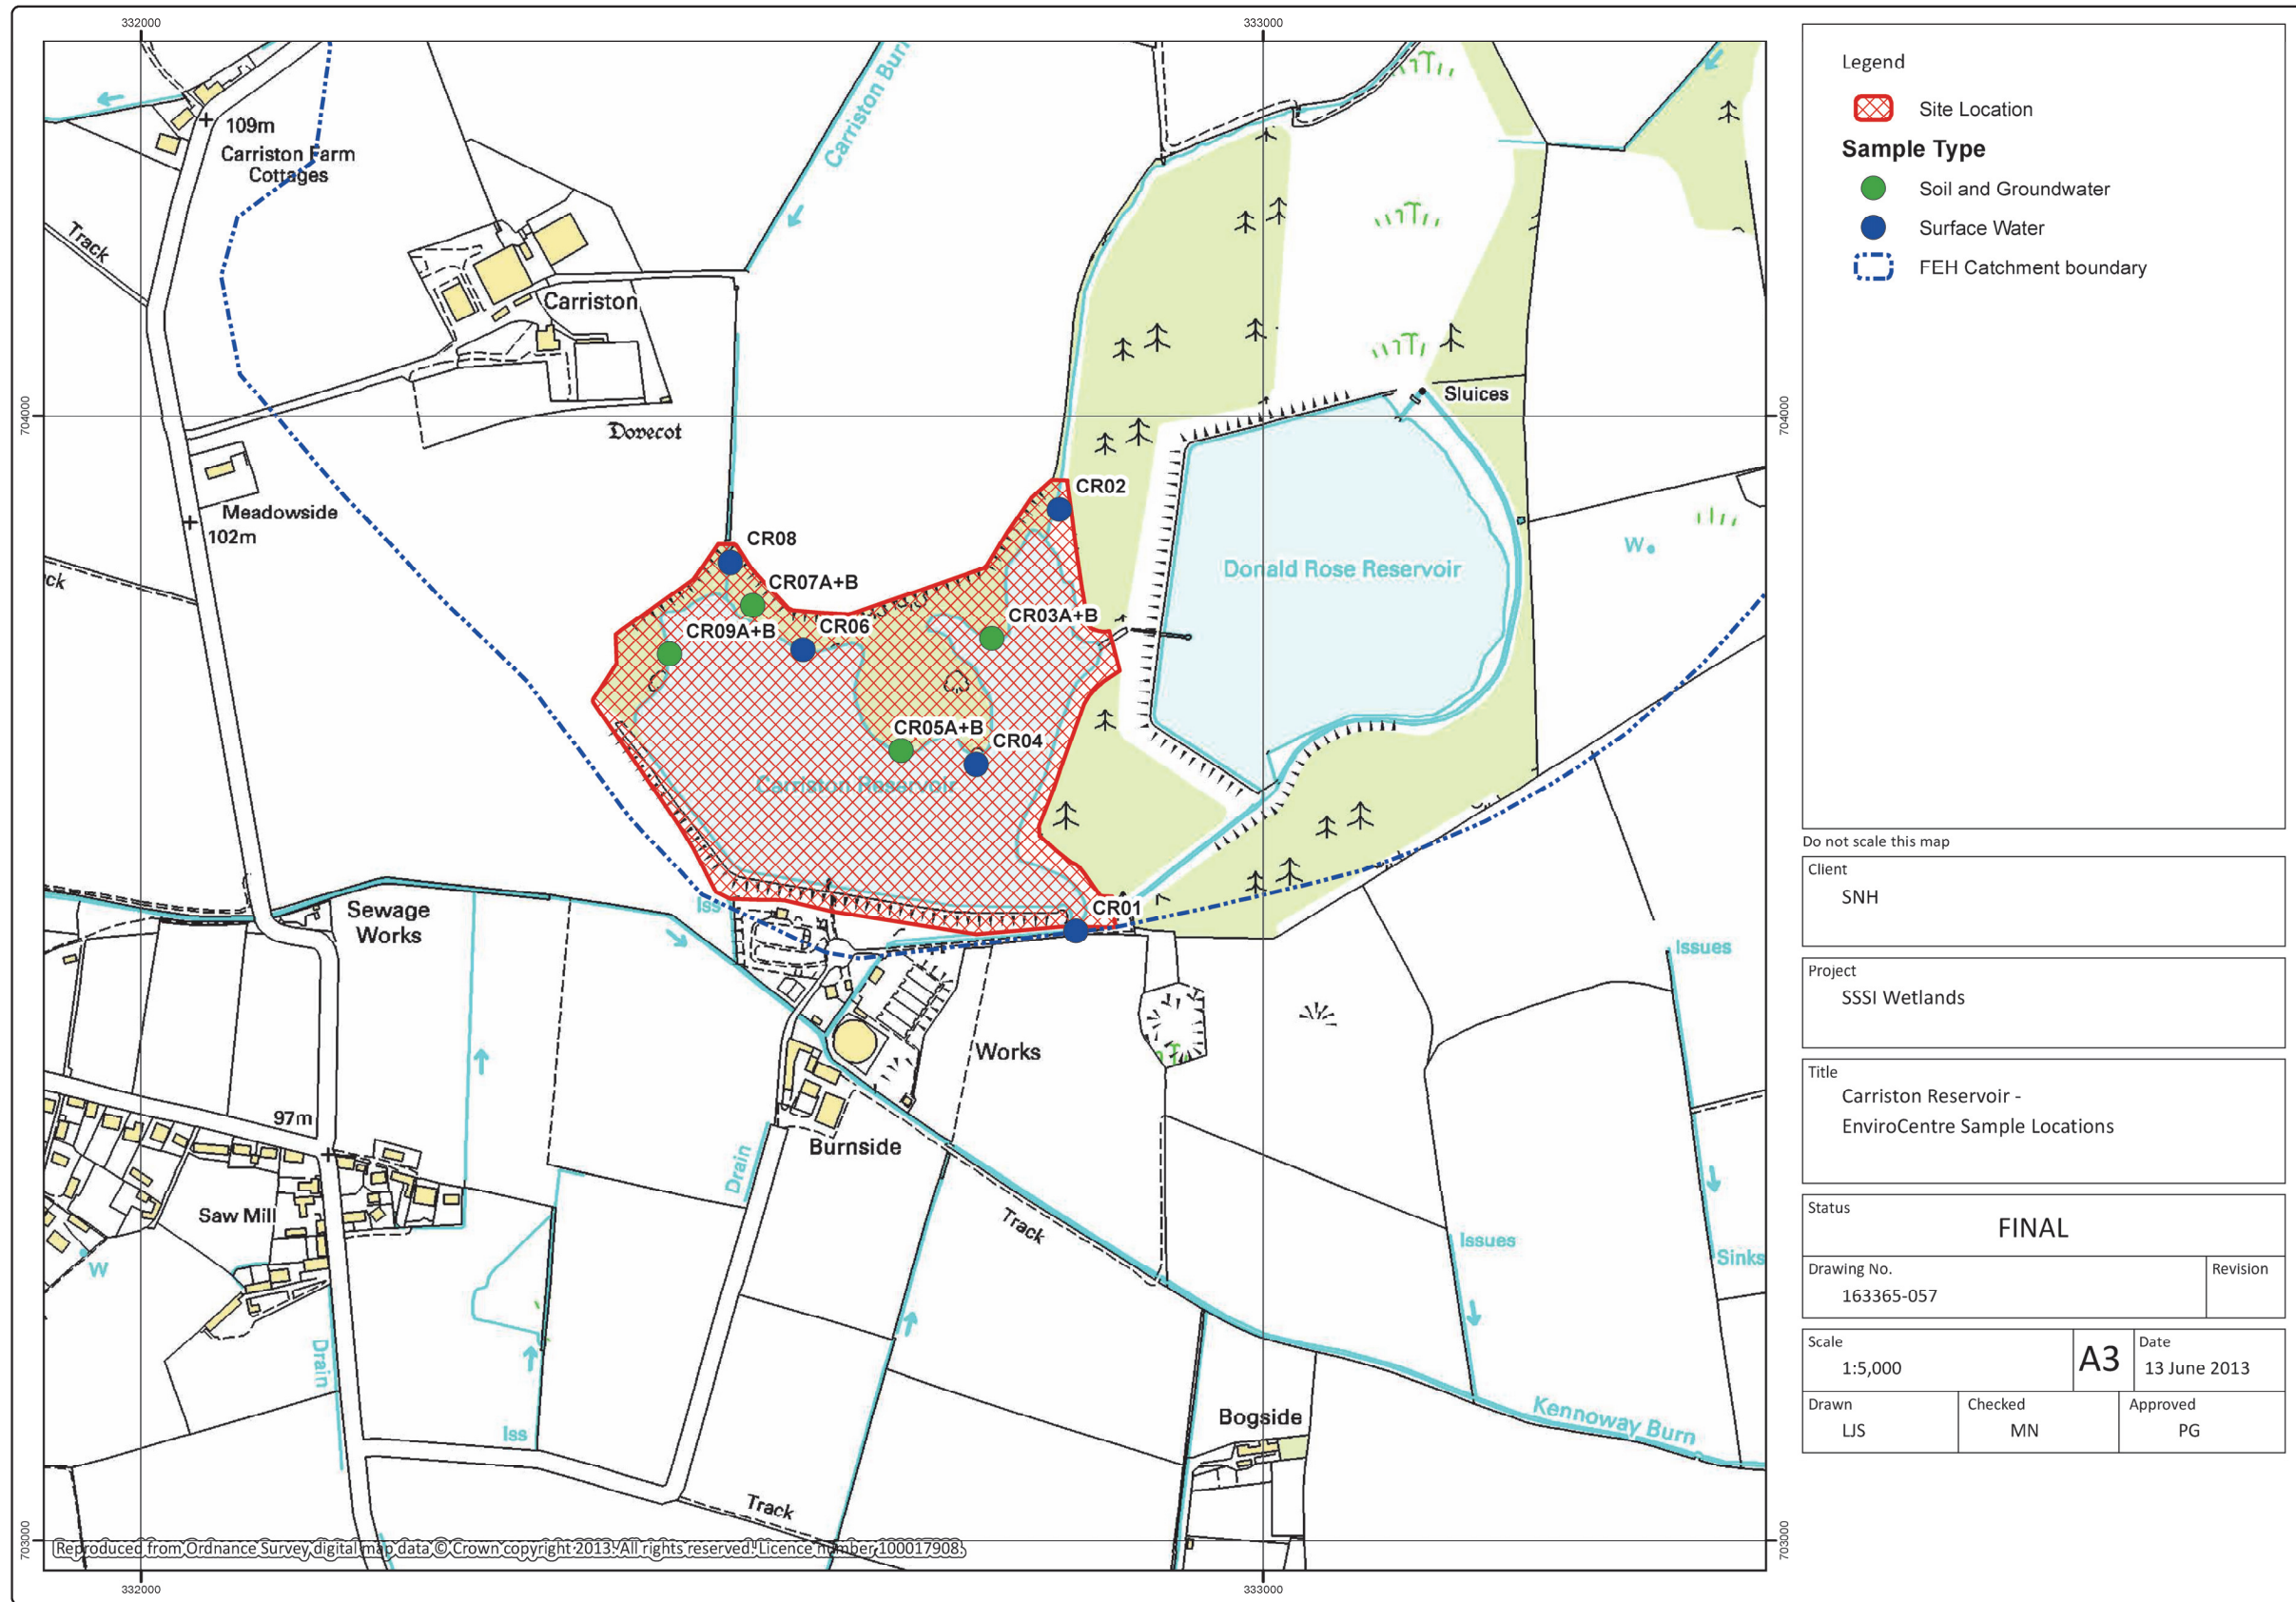 332000
333000
Carriston Burn
109m
Carriston Farm
Cottages
Track
Carriston
704000
704000
Sluices
Dovecot
Meadowside
102m
ck
CR02
CR08
CR07A+B
CR03A+B
CR09A+B
CR06
CR05A+B
CR04
W
Donald Rose Reservoir
Carriston Reservoir
Iss
CR01
Sewage
Works
Issues
Works
97m
Burnside
Drain
Saw Mill
W
Track
Issues
Sinks
Drain
Iss
Bogside
Kennoway Burn
Track
703000
703000
Reproduced from Ordnance Survey digital map data © Crown copyright 2013. All rights reserved. Licence number 100017908.
332000
333000
Legend
Site Location
Sample Type
Soil and Groundwater
Surface Water
FEH Catchment boundary
Do not scale this map
Client
SNH
Project
SSSI Wetlands
Title
Carriston Reservoir -
EnviroCentre Sample Locations
Status
FINAL
Drawing No.
163365-057
Revision
Scale
1:5,000
A3
Date
13 June 2013
Drawn
LJS
Checked
MN
Approved
PG